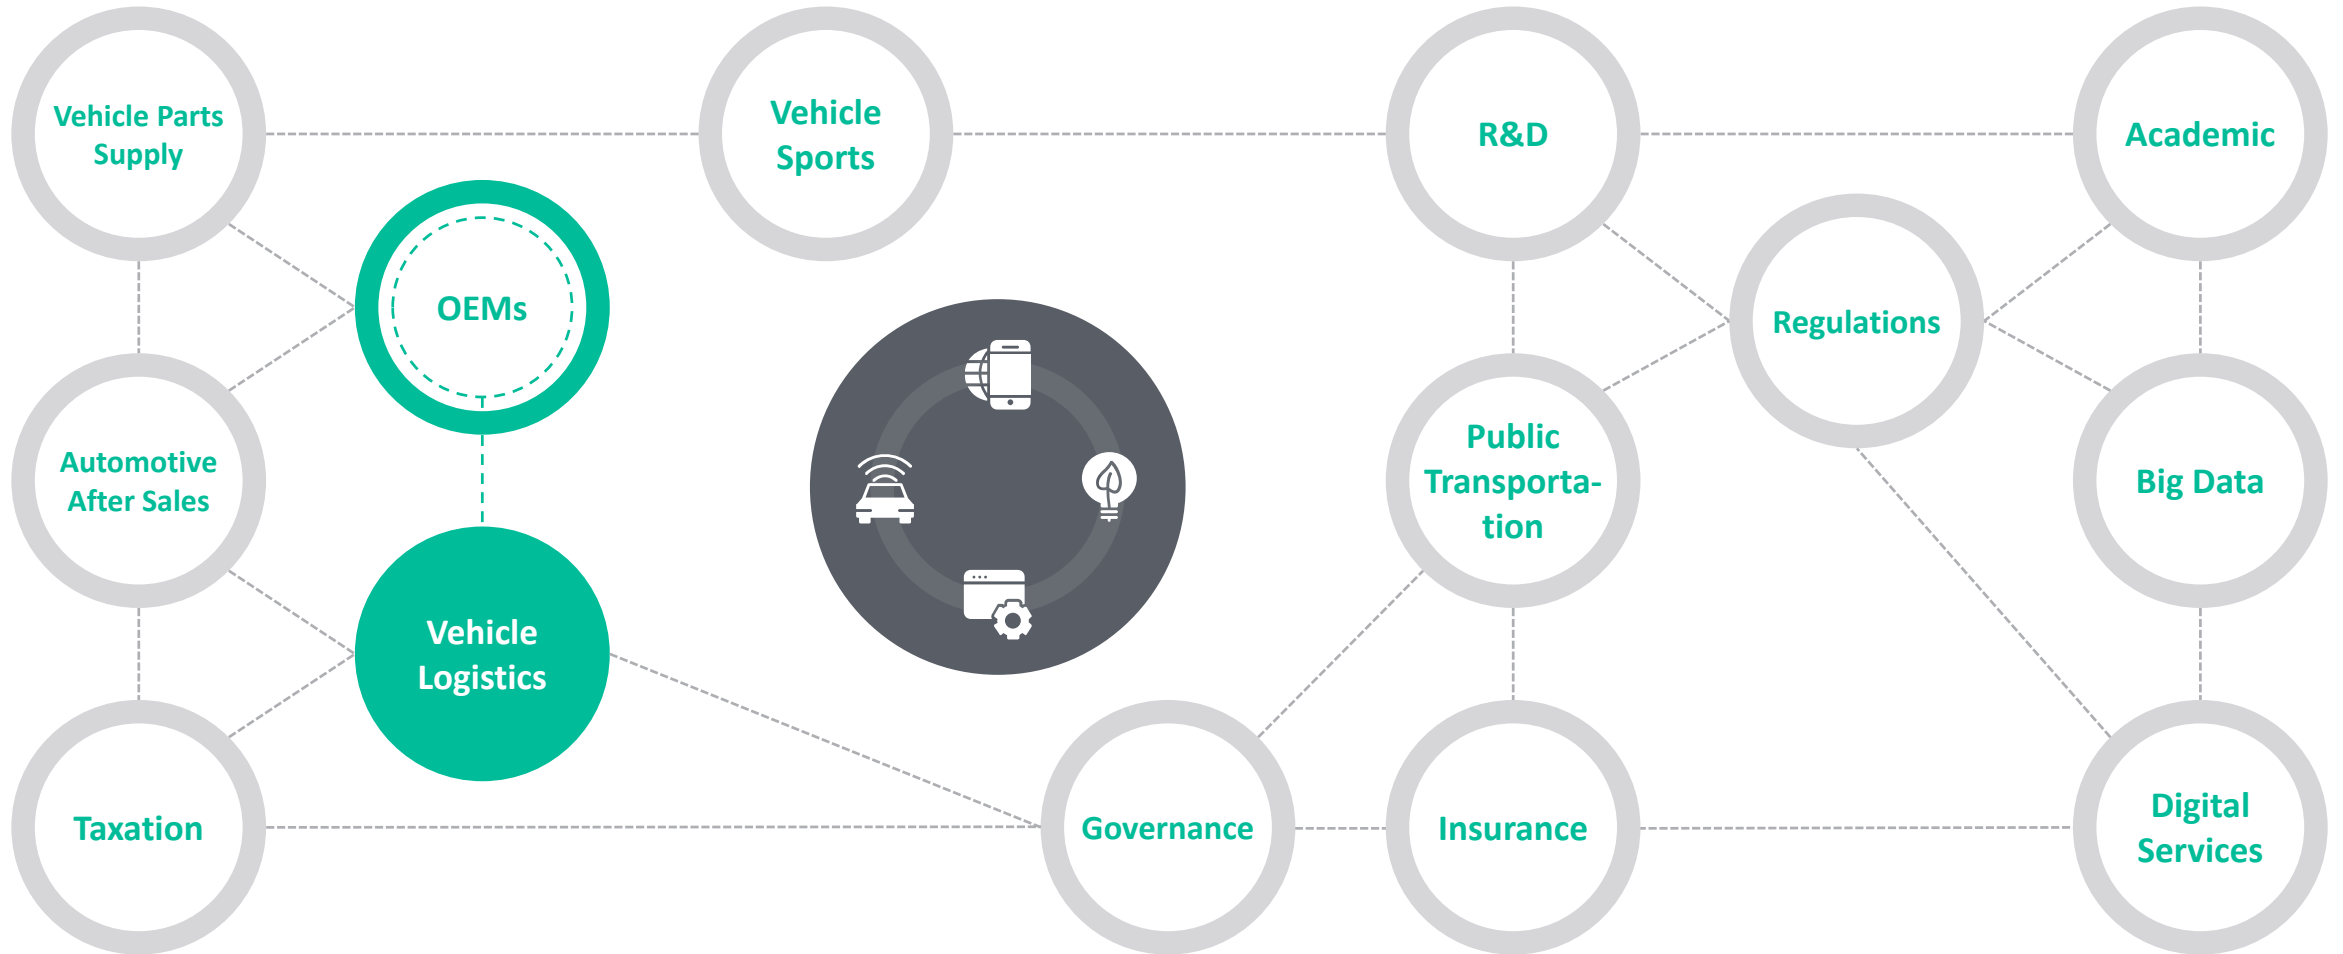 Vehicle Parts
Supply
Vehicle
Sports
R&D
Academic
OEMs
Regulations
Automotive
After Sales
Public
Transporta-
tion
Big Data
Vehicle
Logistics
Taxation
Governance
Insurance
Digital
Services